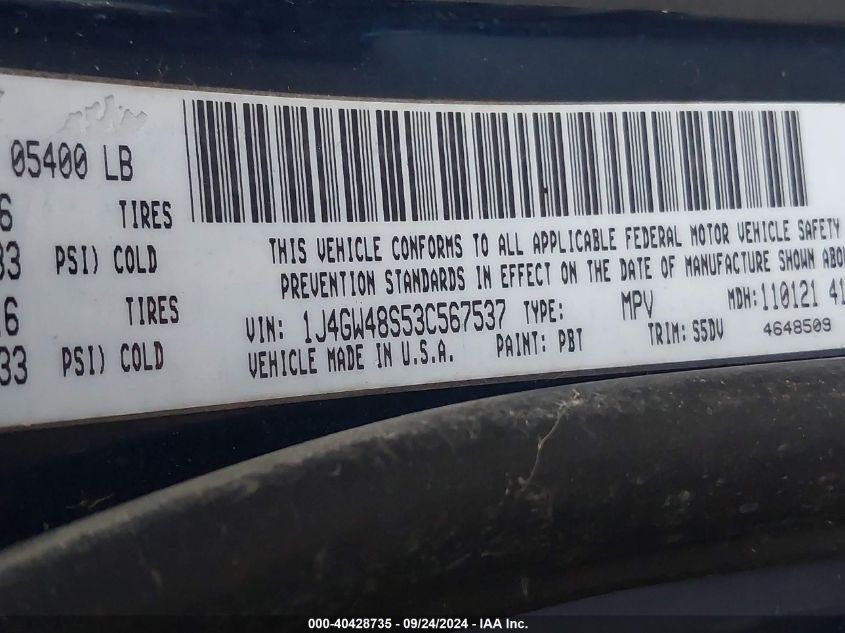 05400 LB
6 TIRES
33 PSI) COLD
16 TIRES
33 PSI) COLD
THIS VEHICLE CONFORMS TO ALL APPLICABLE FEDERAL MOTOR VEHICLE SAFETY
PREVENTION STANDARDS IN EFFECT ON THE DATE OF MANUFACTURE SHOWN ABO
VIN: 1J4GW48S53C567537 TYPE: MPV MDH: 110121 41
VEHICLE MADE IN U.S.A. PAINT: PBT TRIM: S5DV 4648509
000-40428735 - 09/24/2024 - IAA Inc.